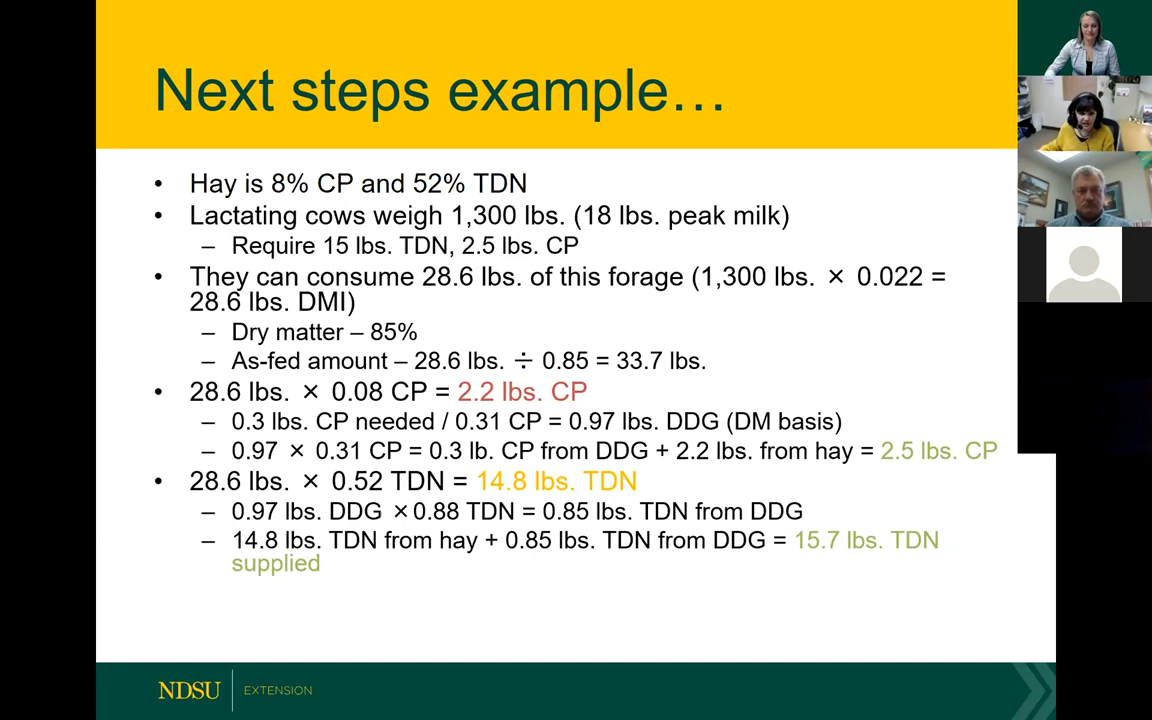 Next steps example…
• Hay is 8% CP and 52% TDN
• Lactating cows weigh 1,300 lbs. (18 lbs. peak milk)
– Require 15 lbs. TDN, 2.5 lbs. CP
• They can consume 28.6 lbs. of this forage (1,300 lbs. × 0.022 =
28.6 lbs. DMI)
– Dry matter – 85%
– As-fed amount – 28.6 lbs. ÷ 0.85 = 33.7 lbs.
• 28.6 lbs. × 0.08 CP = 2.2 lbs. CP
– 0.3 lbs. CP needed / 0.31 CP = 0.97 lbs. DDG (DM basis)
– 0.97 × 0.31 CP = 0.3 lb. CP from DDG + 2.2 lbs. from hay = 2.5 lbs. CP
• 28.6 lbs. × 0.52 TDN = 14.8 lbs. TDN
– 0.97 lbs. DDG ×0.88 TDN = 0.85 lbs. TDN from DDG
– 14.8 lbs. TDN from hay + 0.85 lbs. TDN from DDG = 15.7 lbs. TDN
supplied
NDSU EXTENSION